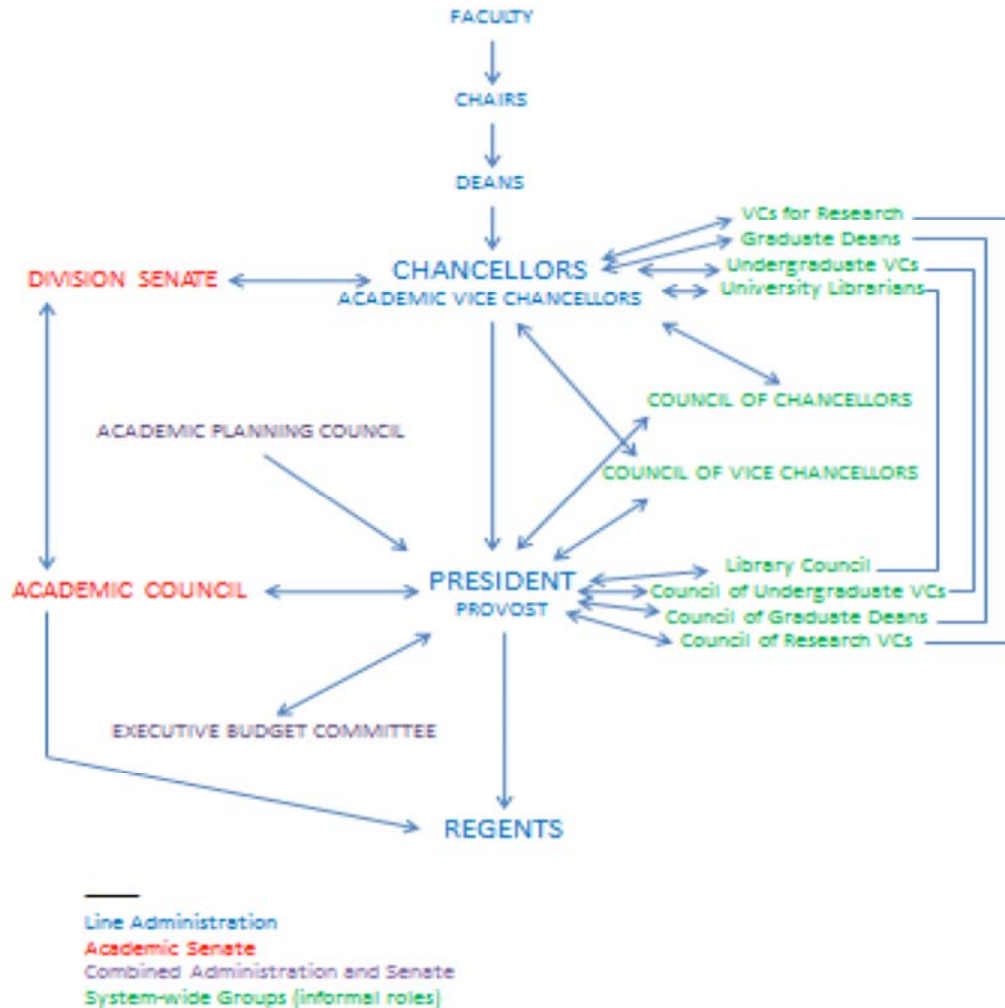 FACULTY
CHAIRS
DEANS
VCs for Research
Graduate Deans
DIVISION SENATE
CHANCELLORS
Undergraduate VCs
ACADEMIC VICE CHANCELLORS
University Librarians
COUNCIL OF CHANCELLORS
ACADEMIC PLANNING COUNCIL
COUNCIL OF VICE CHANCELLORS
Library Council
ACADEMIC COUNCIL
PRESIDENT
Council of Undergraduate VCs
PROVOST
Council of Graduate Deans
Council of Research VCs
EXECUTIVE BUDGET COMMITTEE
REGENTS
Line Administration
Academic Senate
Combined Administration and Senate
System-wide Groups (informal roles)